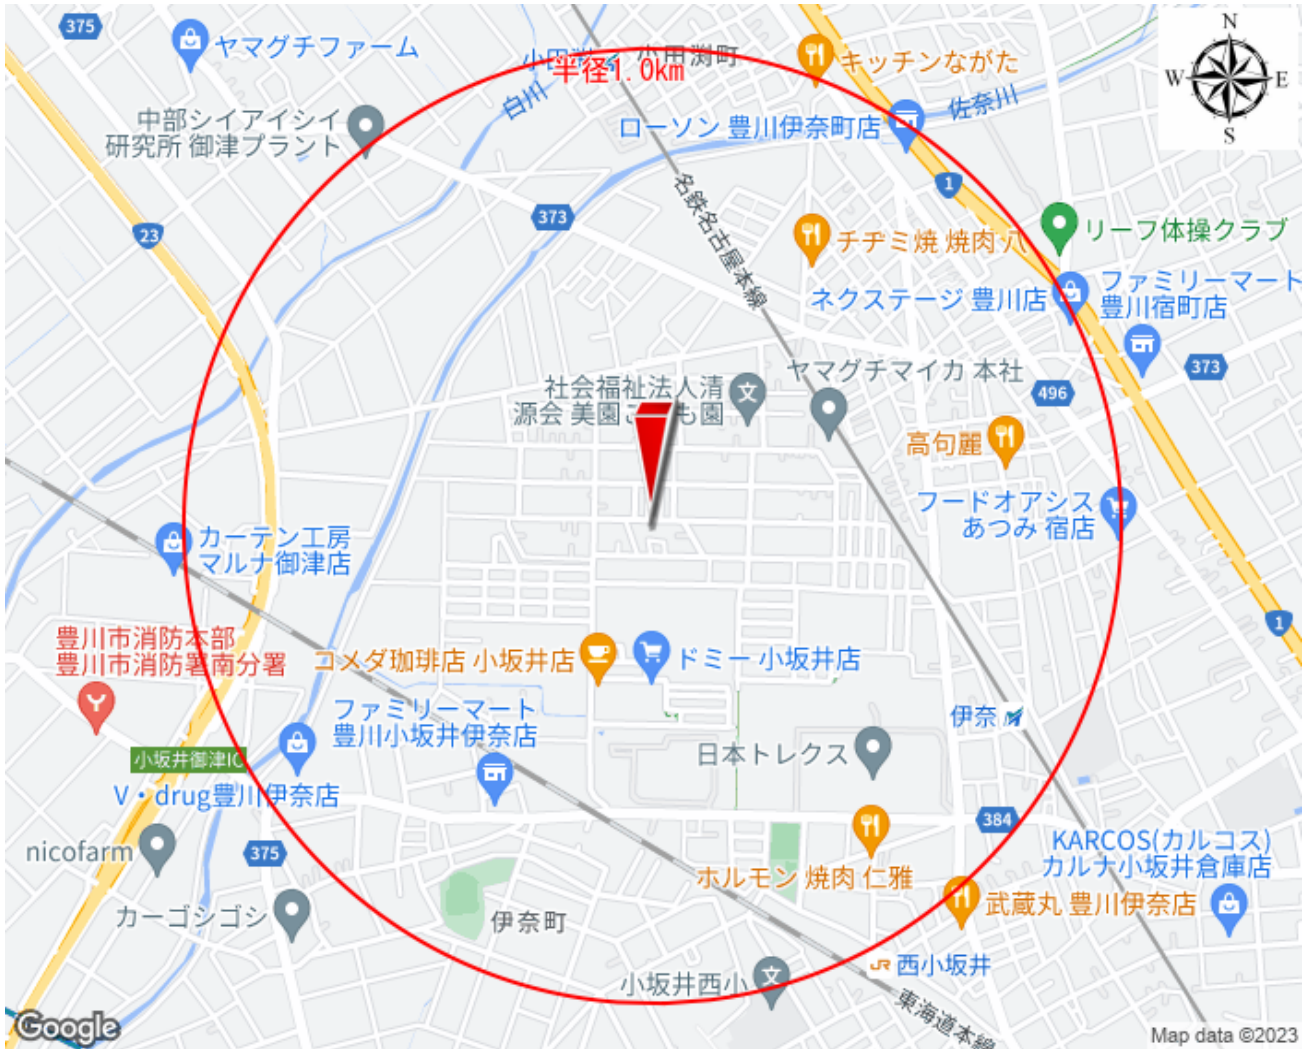 375
ヤマグチファーム
小田渕
小田渕町
半径1.0km
キッチンながた
N
W
E
S
中部シイアイシイ
研究所 御津プラント
白川
ローソン 豊川伊奈町店
佐奈川
1
373
23
名鉄名古屋本線
チヂミ焼 焼肉 八
リーフ体操クラブ
ネクステージ 豊川店
ファミリーマート
豊川宿町店
373
496
社会福祉法人清
源会 美園こども園
ヤマグチマイカ 本社
高句麗
フードオアシス
あつみ 宿店
カーテン工房
マルナ御津店
1
豊川市消防本部
豊川市消防署南分署
コメダ珈琲店 小坂井店
ドミー 小坂井店
ファミリーマート
豊川小坂井伊奈店
伊奈
日本トレクス
小坂井御津IC
V・drug豊川伊奈店
384
nicofarm
375
KARCOS(カルコス)
カルナ小坂井倉庫店
ホルモン 焼肉 仁雅
カーゴシゴシ
伊奈町
武蔵丸 豊川伊奈店
JR 西小坂井
小坂井西小
東海道本線
Google
Map data ©2023